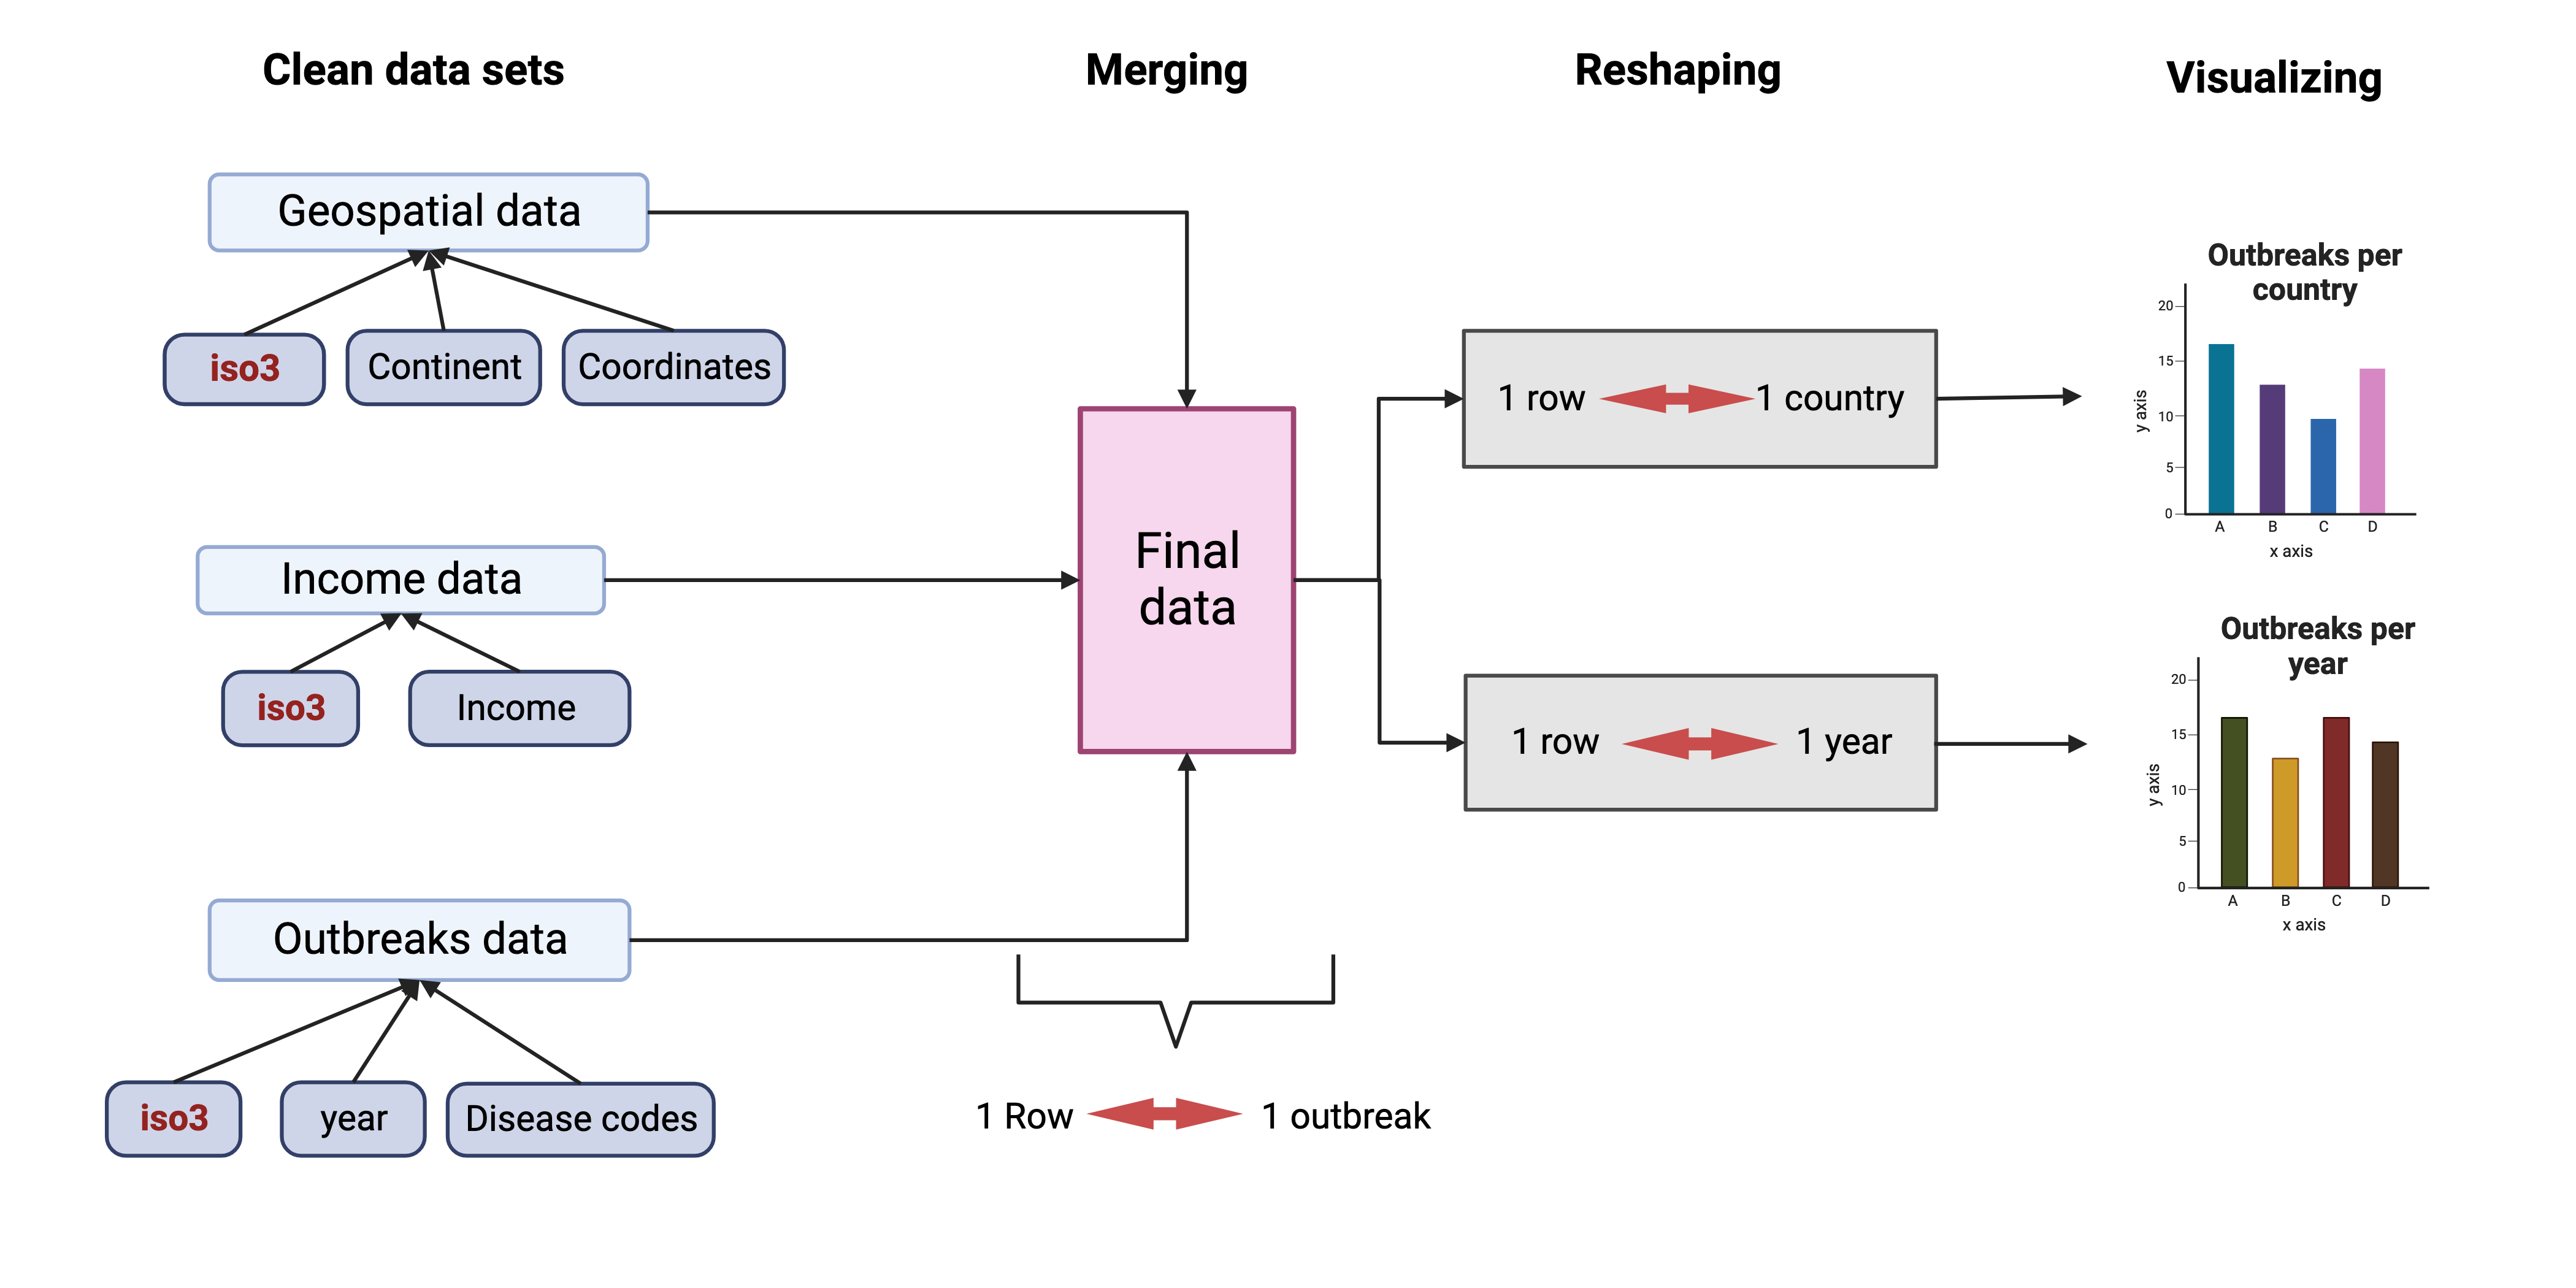 Clean data sets
Merging
Reshaping
Visualizing
Geospatial data
iso3
Continent
Coordinates
Income data
iso3
Income
Outbreaks data
iso3
year
Disease codes
Final
data
1 Row
1 outbreak
1 row
1 country
1 row
1 year
Outbreaks per
country
20
15
10
5
0
y axis
A
B
C
D
x axis
Outbreaks per
year
20
15
10
5
0
y axis
A
B
C
D
x axis